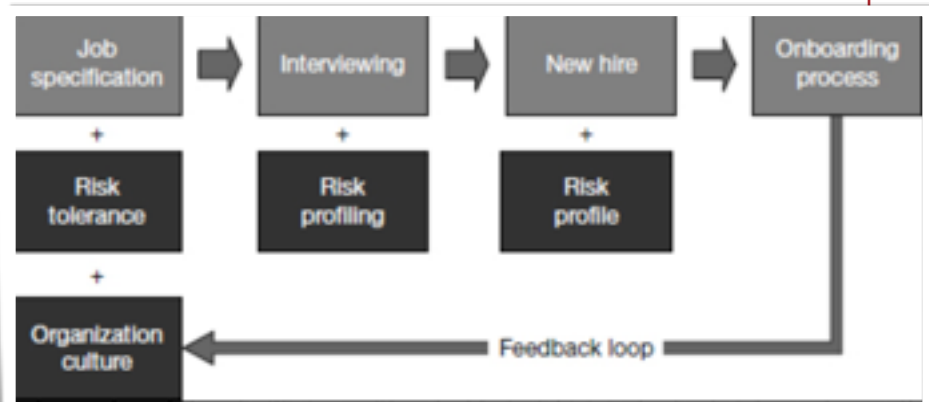 Job
specification
Interviewing
New hire
Onboarding
process
+
+
+
Risk
tolerance
Risk
profiling
Risk
profile
+
Organization
culture
Feedback loop